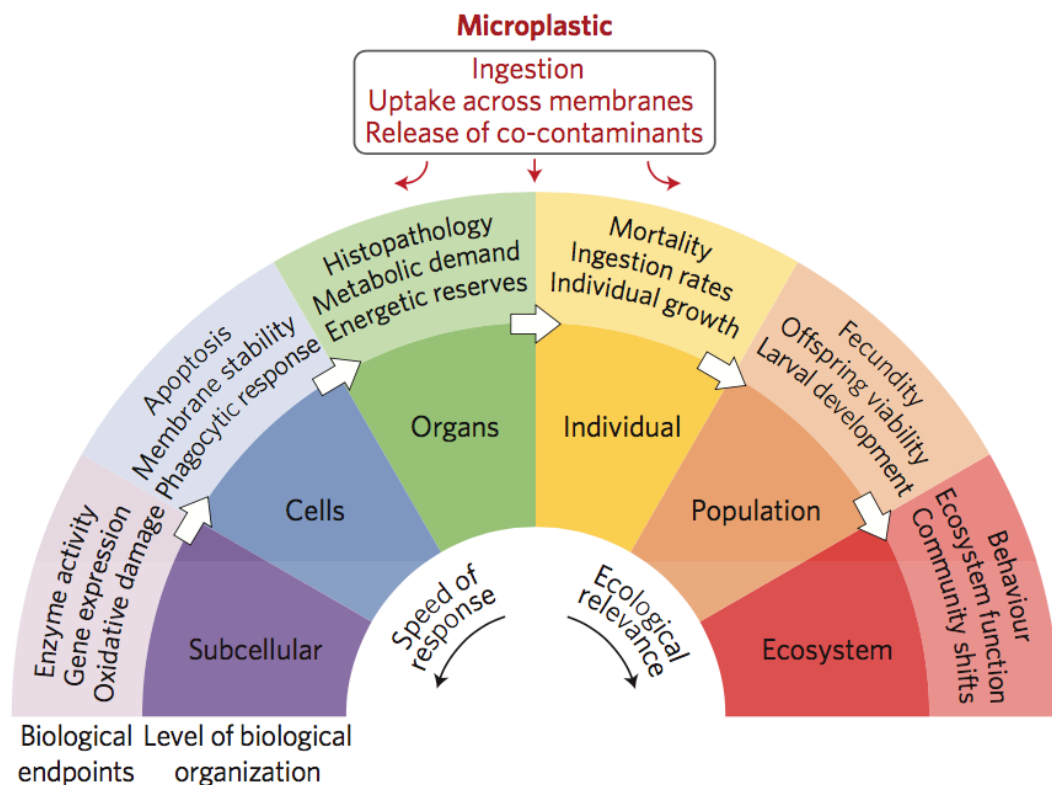 Microplastic
Ingestion
Uptake across membranes
Release of co-contaminants
Enzyme activity
Gene expression
Oxidative damage
Subcellular
Apoptosis
Membrane stability
Phagocytic response
Cells
Histopathology
Metabolic demand
Energetic reserves
Organs
Mortality
Ingestion rates
Individual growth
Individual
Fecundity
Offspring viability
Larval development
Population
Behaviour
Ecosystem function
Community shifts
Ecosystem
Speed of
response
Ecological
relevance
Biological
endpoints
Level of biological
organization